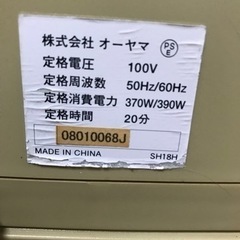 株式会社 オーヤマ
PS
E
定格電圧 100V
定格周波数 50Hz/60Hz
定格消費電力 370W/390W
定格時間 20分
08010068J
MADE IN CHINA SH18H